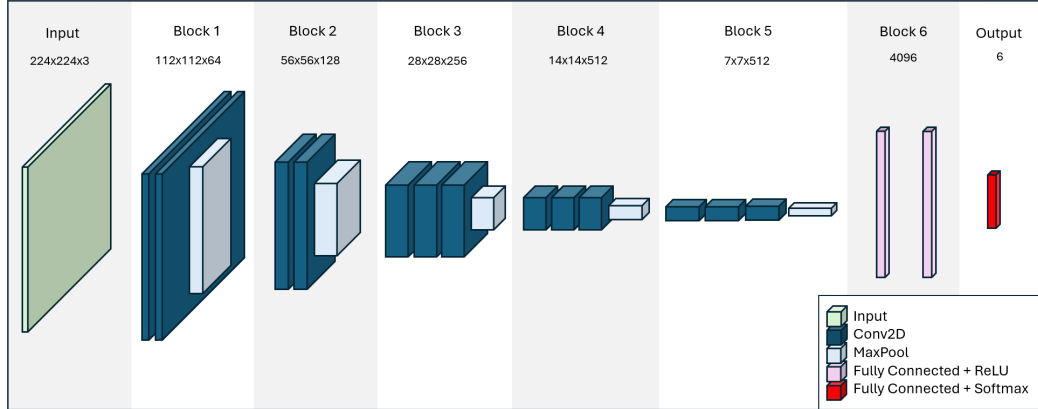 Input
Block 1
Block 2
Block 3
Block 4
Block 5
Block 6
Output
224x224x3
112x112x64
56x56x128
28x28x256
14x14x512
7x7x512
4096
6
Input
Conv2D
MaxPool
Fully Connected + ReLU
Fully Connected + Softmax